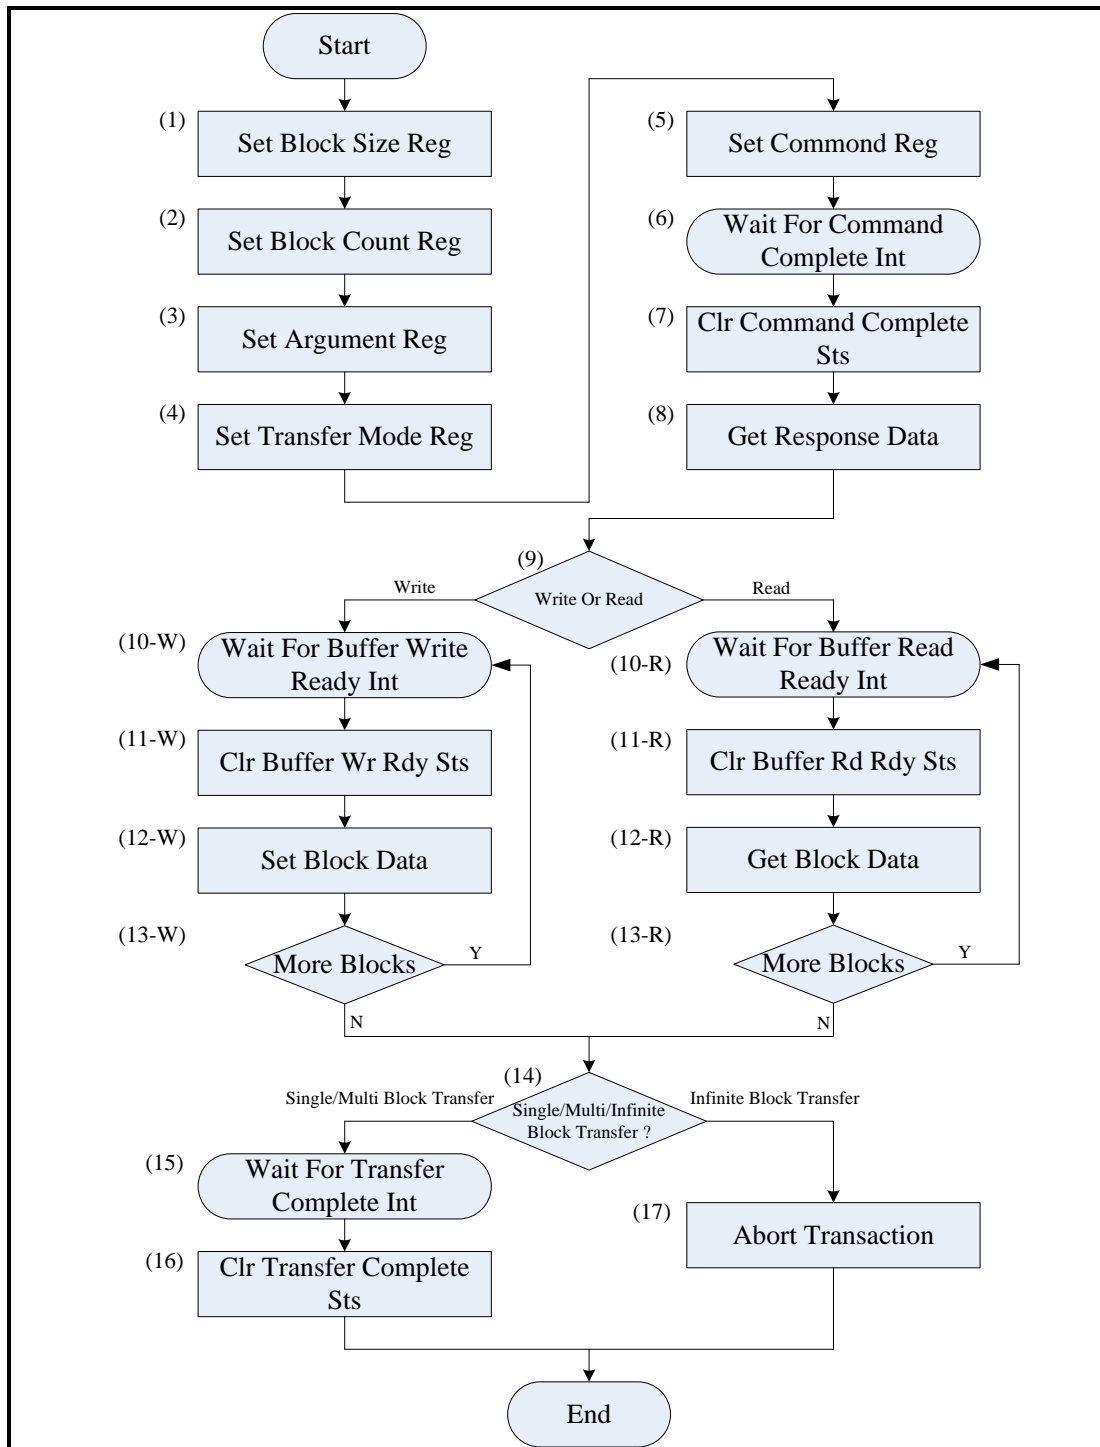 Start
(1)
Set Block Size Reg
(2)
Set Block Count Reg
(3)
Set Argument Reg
(4)
Set Transfer Mode Reg
(5)
Set Commond Reg
(6)
Wait For Command
Complete Int
(7)
Clr Command Complete
Sts
(8)
Get Response Data
(9)
Write Or Read
Write
Read
(10-W)
Wait For Buffer Write
Ready Int
(11-W)
Clr Buffer Wr Rdy Sts
(12-W)
Set Block Data
(13-W)
More Blocks
Y
N
(10-R)
Wait For Buffer Read
Ready Int
(11-R)
Clr Buffer Rd Rdy Sts
(12-R)
Get Block Data
(13-R)
More Blocks
Y
N
(14)
Single/Multi/Infinite
Block Transfer ?
Single/Multi Block Transfer
Infinite Block Transfer
(15)
Wait For Transfer
Complete Int
(16)
Clr Transfer Complete
Sts
(17)
Abort Transaction
End